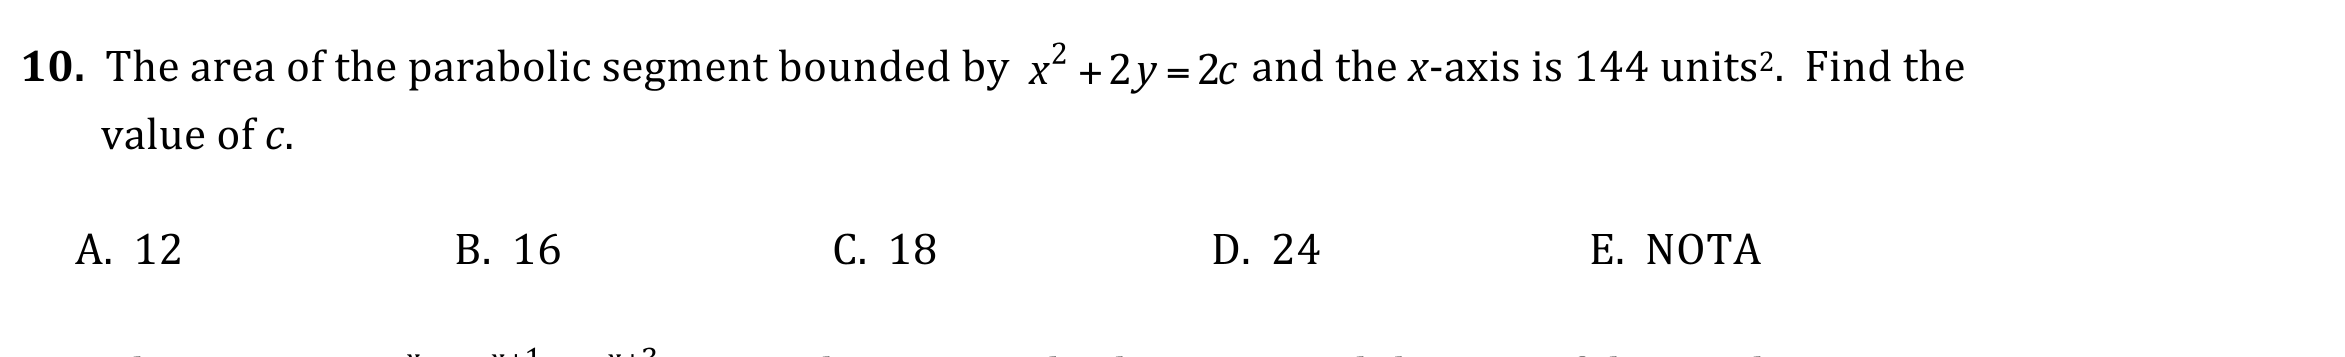 10. The area of the parabolic segment bounded by x² + 2y = 2c and the x-axis is 144 units². Find the
value of c.
A. 12 B. 16 C. 18 D. 24 E. NOTA